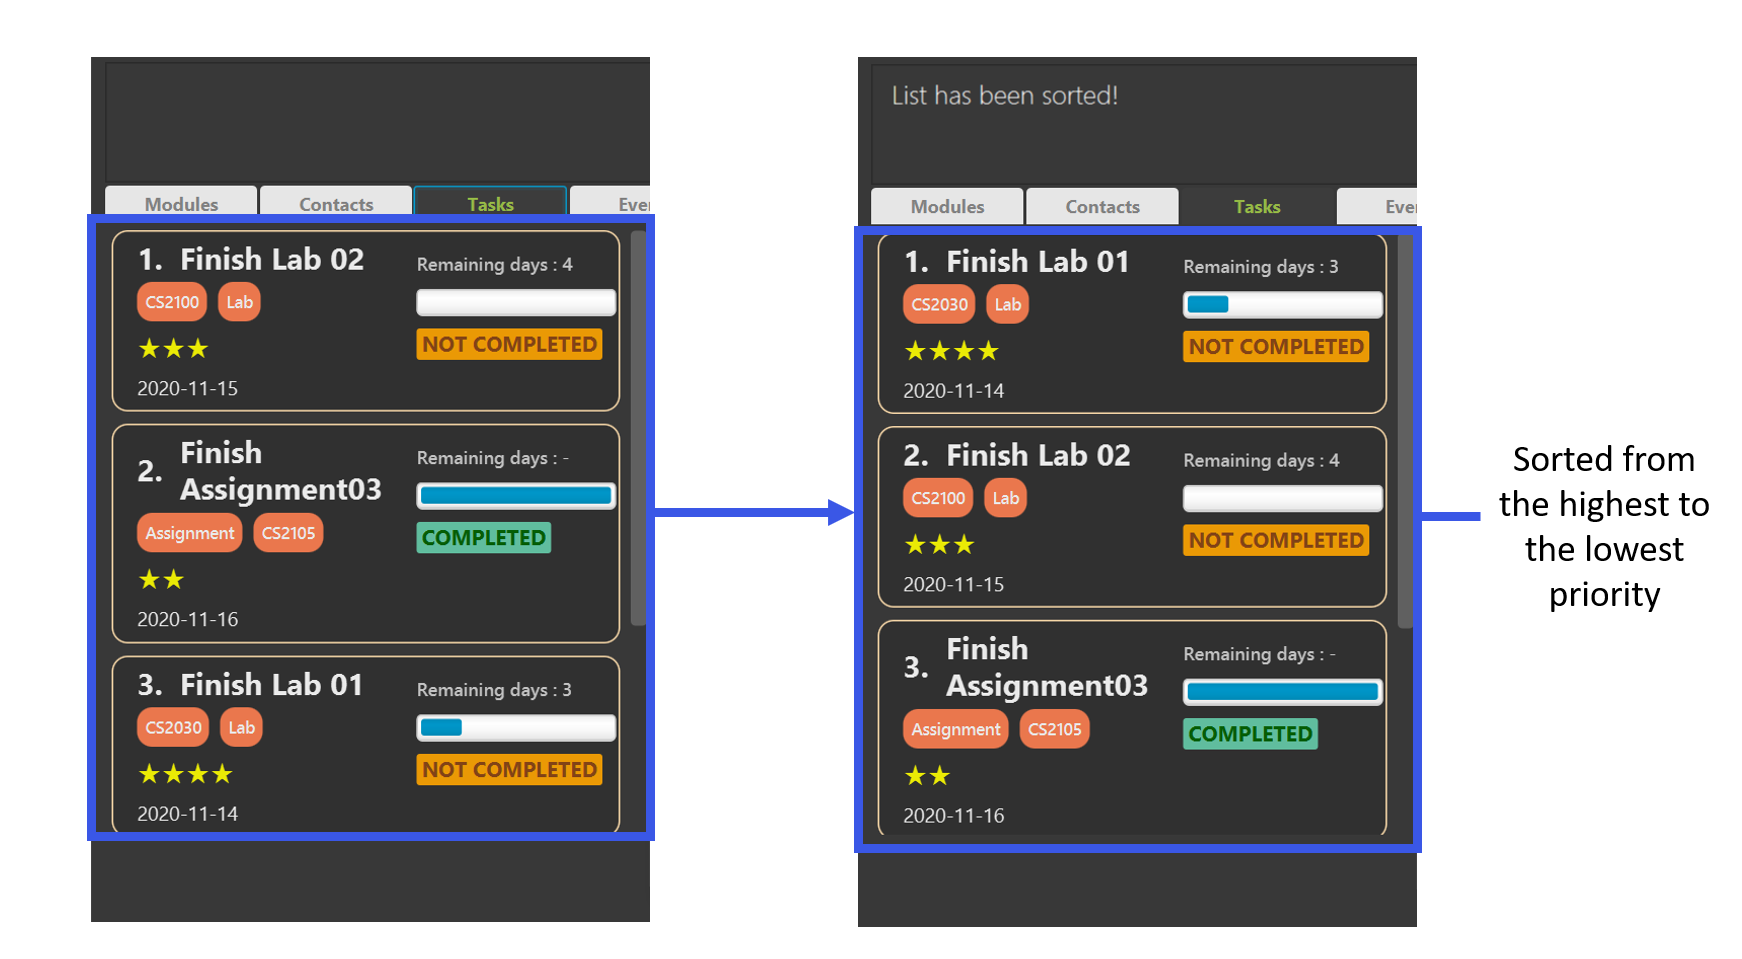 Modules Contacts Tasks Eve
1. Finish Lab 02
Remaining days : 4
CS2100 Lab
NOT COMPLETED
★★★
2020-11-15
2. Finish
Assignment03
Remaining days : -
Assignment CS2105
COMPLETED
★★
2020-11-16
3. Finish Lab 01
Remaining days : 3
CS2030 Lab
NOT COMPLETED
★★★★
2020-11-14
List has been sorted!
Modules Contacts Tasks Eve
1. Finish Lab 01
Remaining days : 3
CS2030 Lab
NOT COMPLETED
★★★★
2020-11-14
2. Finish Lab 02
Remaining days : 4
CS2100 Lab
NOT COMPLETED
★★★
2020-11-15
3. Finish
Assignment03
Remaining days : -
Assignment CS2105
COMPLETED
★★
2020-11-16
Sorted from
the highest to
the lowest
priority